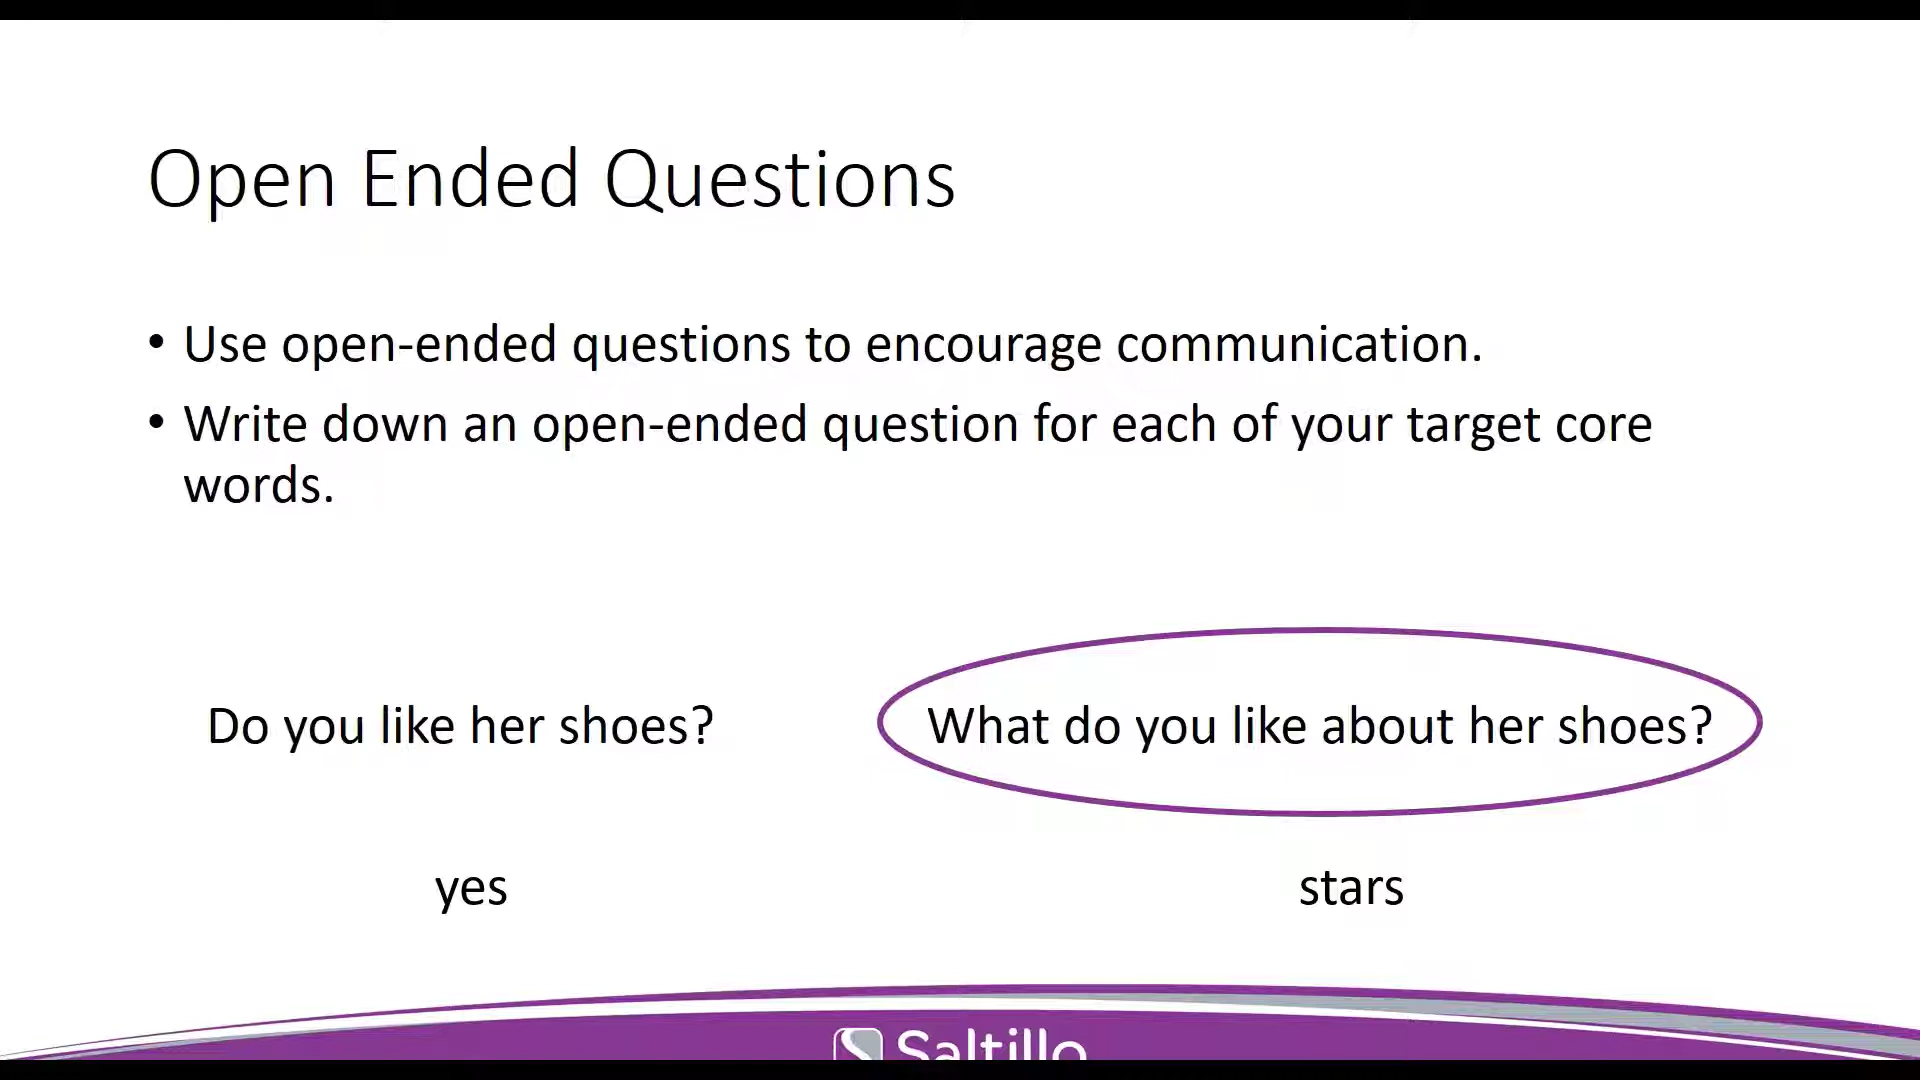 Open Ended Questions
• Use open-ended questions to encourage communication.
• Write down an open-ended question for each of your target core
words.
Do you like her shoes?
What do you like about her shoes?
yes
stars
Saltillo